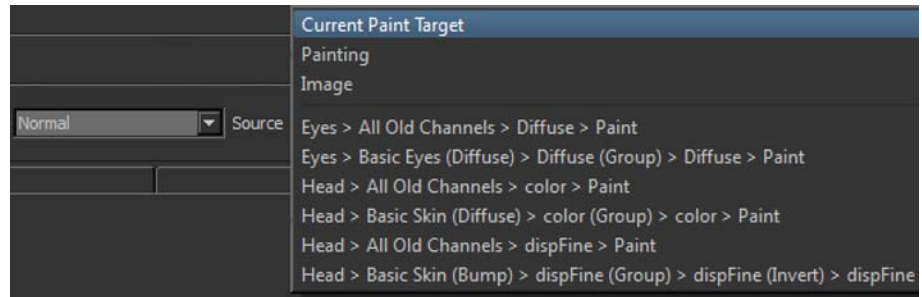 Current Paint Target
Painting
Image
Normal
Source
Eyes > All Old Channels > Diffuse > Paint
Eyes > Basic Eyes (Diffuse) > Diffuse (Group) > Diffuse > Paint
Head > All Old Channels > color > Paint
Head > Basic Skin (Diffuse) > color (Group) > color > Paint
Head > All Old Channels > dispFine > Paint
Head > Basic Skin (Bump) > dispFine (Group) > dispFine (Invert) > dispFine